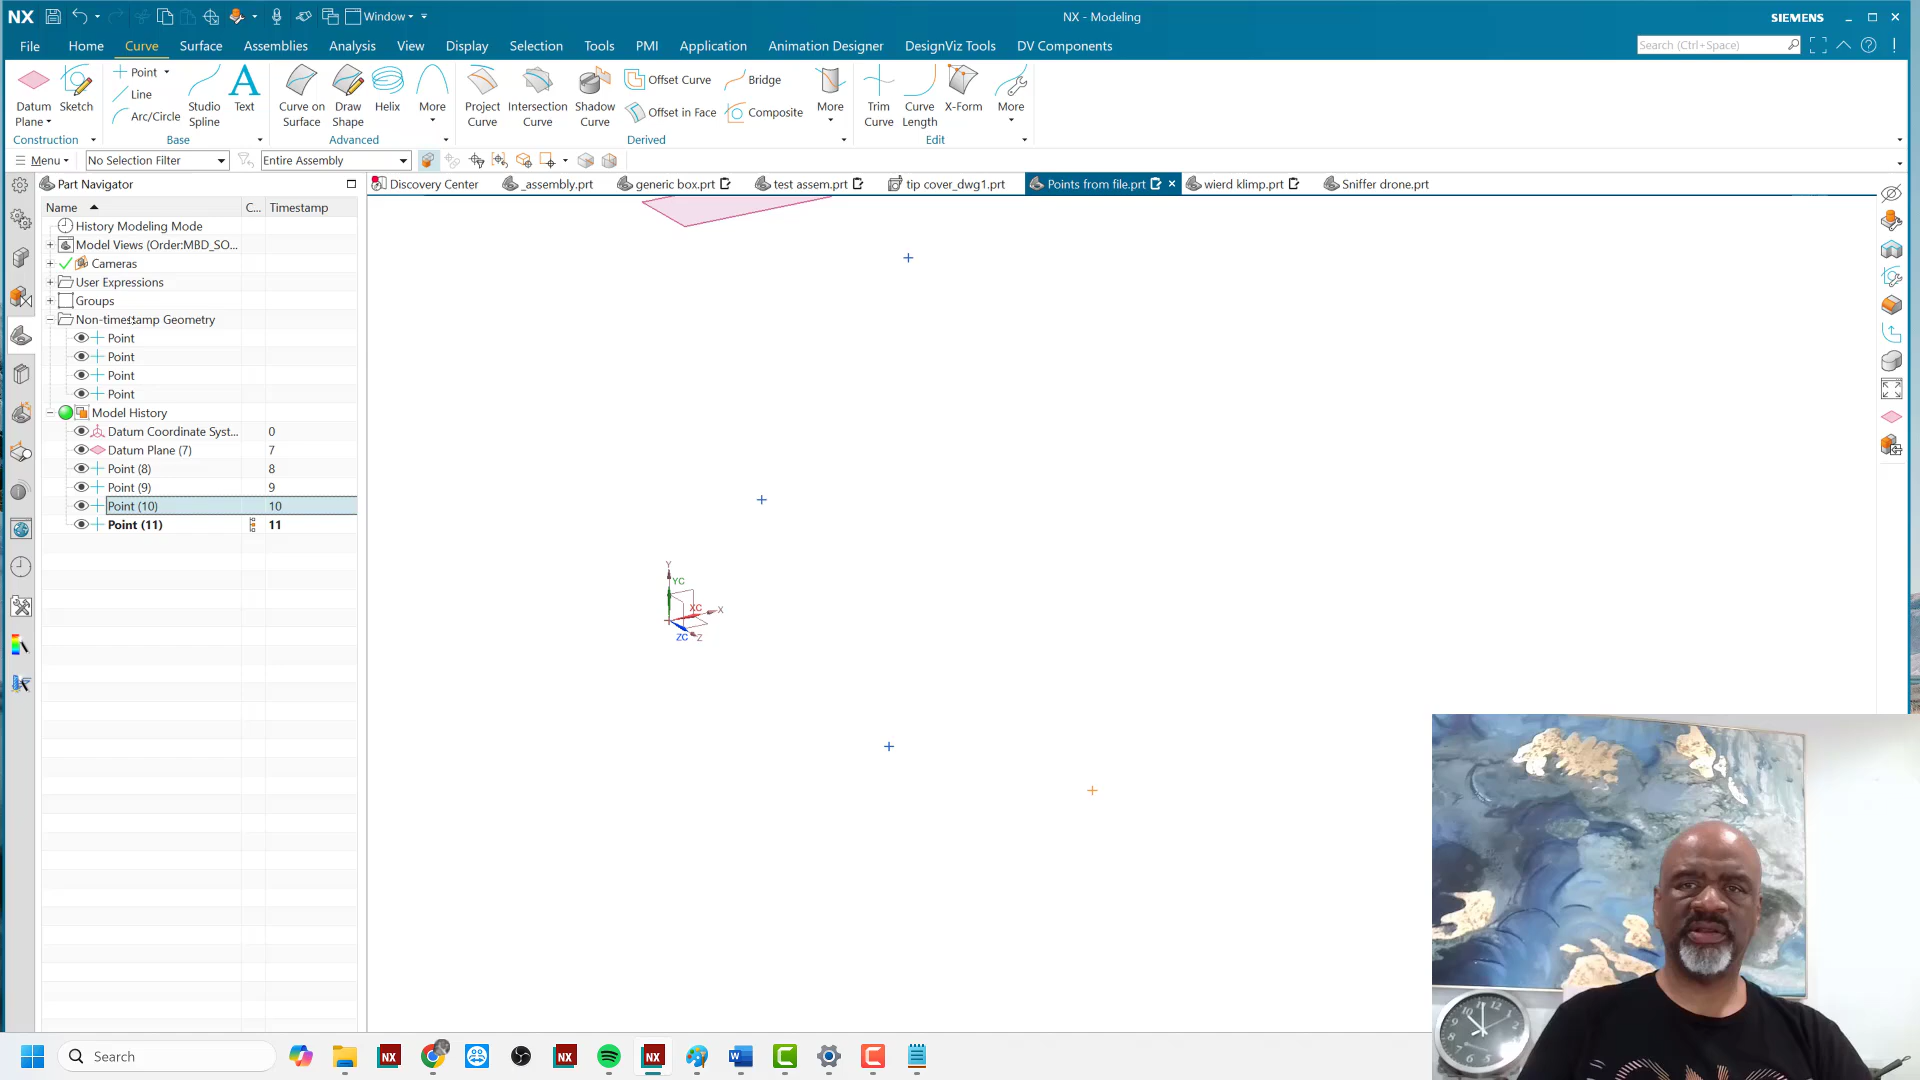 NX
Window
NX - Modeling
SIEMENS
File
Home
Curve
Surface
Assemblies
Analysis
View
Display
Selection
Tools
PMI
Application
Animation Designer
DesignViz Tools
DV Components
Search (Ctrl+Space)
Datum Plane
Sketch
Point
Line
Arc/Circle
Studio Spline
Text
Curve on Surface
Draw Shape
Helix
More
Project Curve
Intersection Curve
Shadow Curve
Offset Curve
Offset in Face
Bridge
Composite
More
Trim Curve
Curve Length
X-Form
More
Construction
Base
Advanced
Derived
Edit
Menu
No Selection Filter
Entire Assembly
Part Navigator
Discovery Center
_assembly.prt
generic box.prt
test assem.prt
tip cover_dwg1.prt
Points from file.prt
wierd klimp.prt
Sniffer drone.prt
Name
C...
Timestamp
History Modeling Mode
Model Views (Order:MBD_SO...
Cameras
User Expressions
Groups
Non-timestamp Geometry
Point
Point
Point
Point
Model History
Datum Coordinate Syst...
0
Datum Plane (7)
7
Point (8)
8
Point (9)
9
Point (10)
10
Point (11)
11
Y
YC
XC
X
ZC
Z
Search
NX
NX
NX